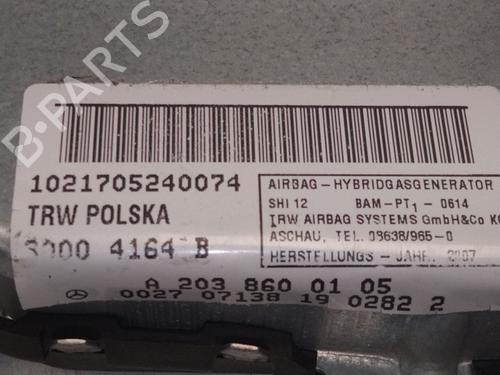 B-PARTS
1021705240074
TRW POLSKA
AIRBAG-HYBRIDGASGENERATOR
SHI 12 BAM-PT1-0614
TRW AIRBAG SYSTEMS GmbH&Co KG
ASCHAU, TEL. 08638/965-0
HERSTELLUNGS-JAHR: 2007
4164 B
A 203 860 01 05
0027 07138 19 0282 2